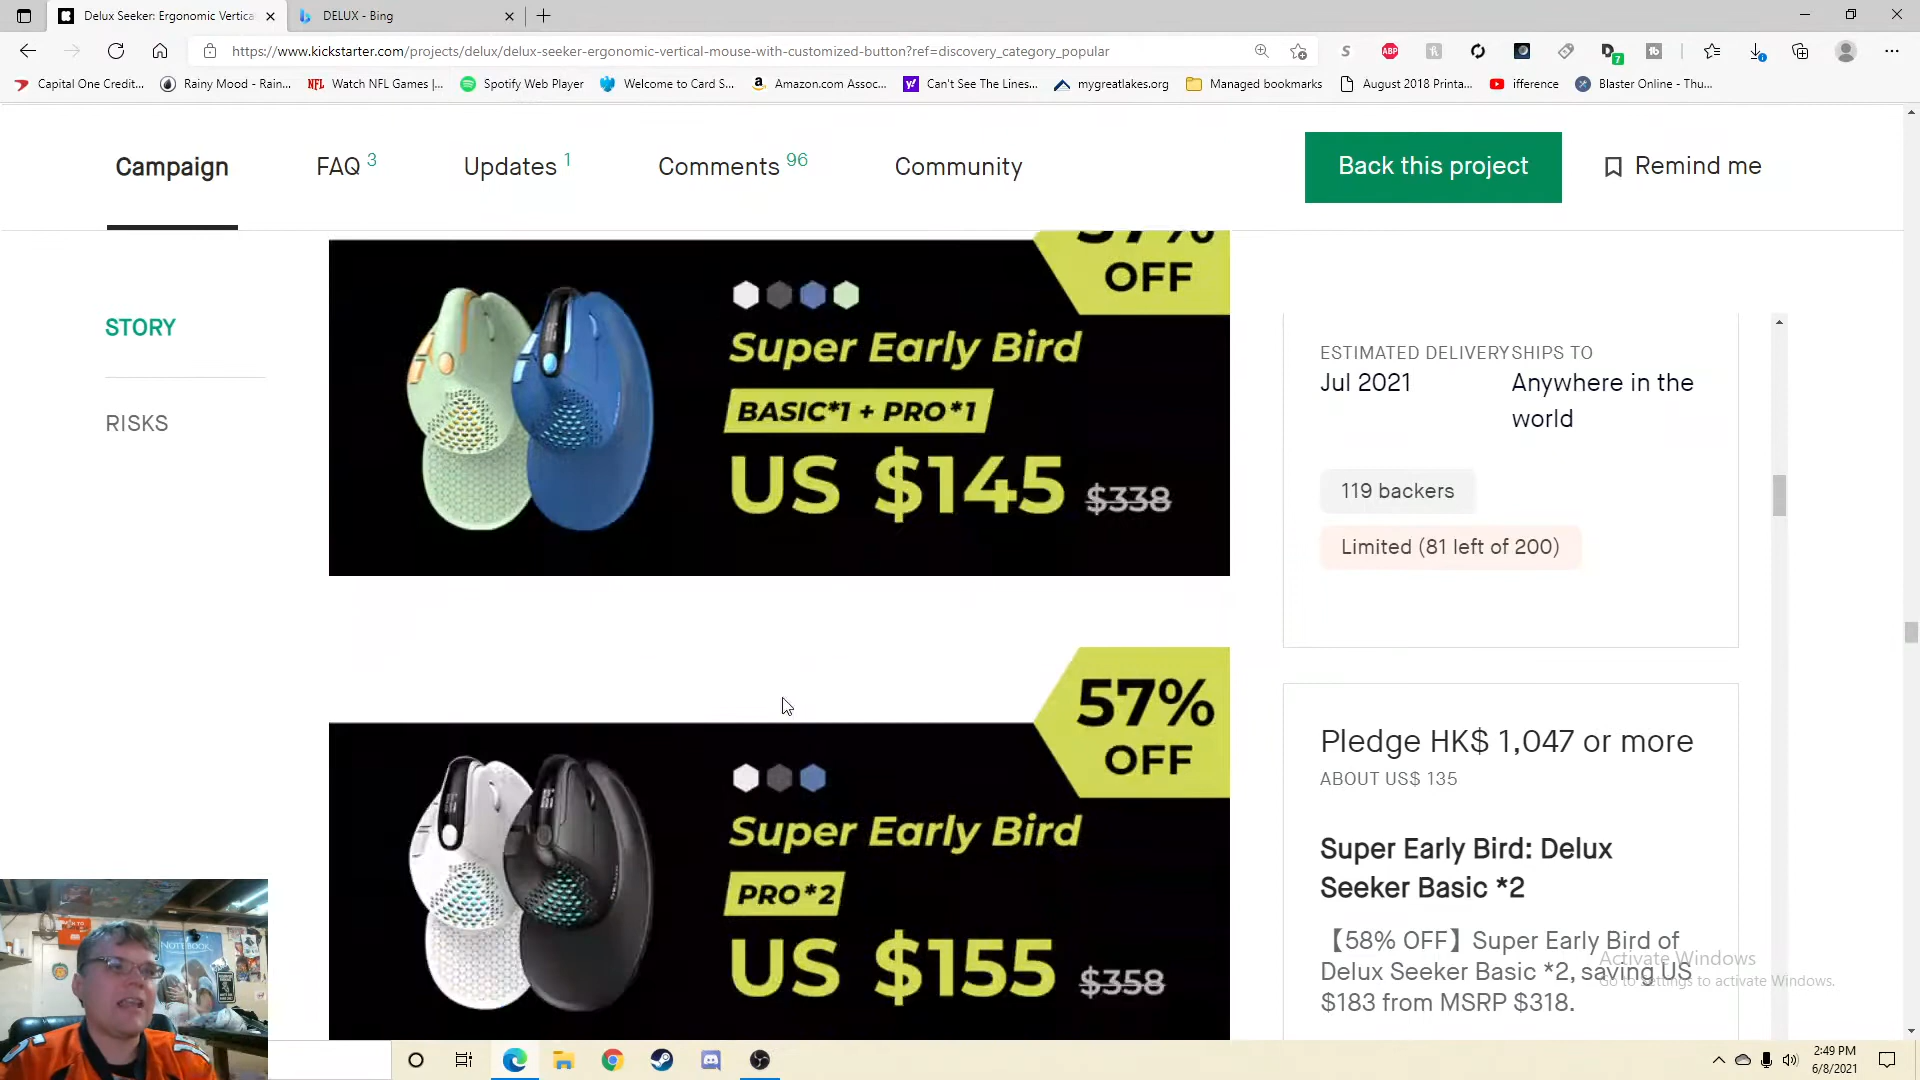 Delux Seeker: Ergonomic Vertica
DELUX - Bing
https://www.kickstarter.com/projects/delux/delux-seeker-ergonomic-vertical-mouse-with-customized-button?ref=discovery_category_popular
S
ABP
7
Capital One Credit...
Rainy Mood - Rain...
NFL Watch NFL Games |...
Spotify Web Player
Welcome to Card S...
Amazon.com Assoc...
Can't See The Lines...
mygreatlakes.org
Managed bookmarks
August 2018 Printa...
ifference
Blaster Online - Thu...
Campaign
FAQ 3
Updates 1
Comments 96
Community
Back this project
Remind me
STORY
RISKS
57%
OFF
Super Early Bird
BASIC*1 + PRO*1
US $145 $338
57%
OFF
Super Early Bird
PRO*2
US $155 $358
ESTIMATED DELIVERY
Jul 2021
SHIPS TO
Anywhere in the
world
119 backers
Limited (81 left of 200)
Pledge HK$ 1,047 or more
ABOUT US$ 135
Super Early Bird: Delux
Seeker Basic *2
【58% OFF】Super Early Bird of
Delux Seeker Basic *2, saving US
$183 from MSRP $318.
Activate Windows
Go to Settings to activate Windows.
NOTEBOOK
2:49 PM
6/8/2021